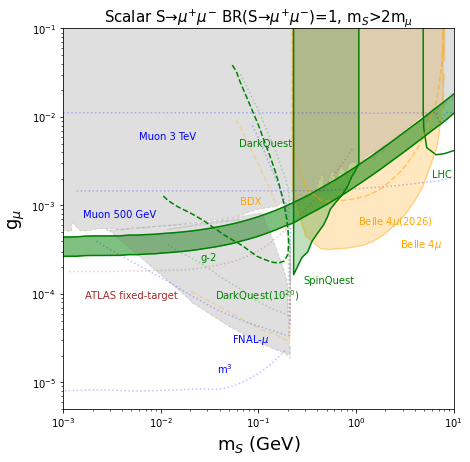 Scalar S→μ⁺μ⁻ BR(S→μ⁺μ⁻)=1, m_S>2m_μ
10⁻¹
10⁻²
10⁻³
10⁻⁴
10⁻⁵
g_μ
Muon 3 TeV
DarkQuest
LHC
BDX
Muon 500 GeV
Belle 4μ(2026)
Belle 4μ
g-2
SpinQuest
ATLAS fixed-target
DarkQuest(10²⁰)
FNAL-μ
m³
10⁻³
10⁻²
10⁻¹
10⁰
10¹
m_S (GeV)